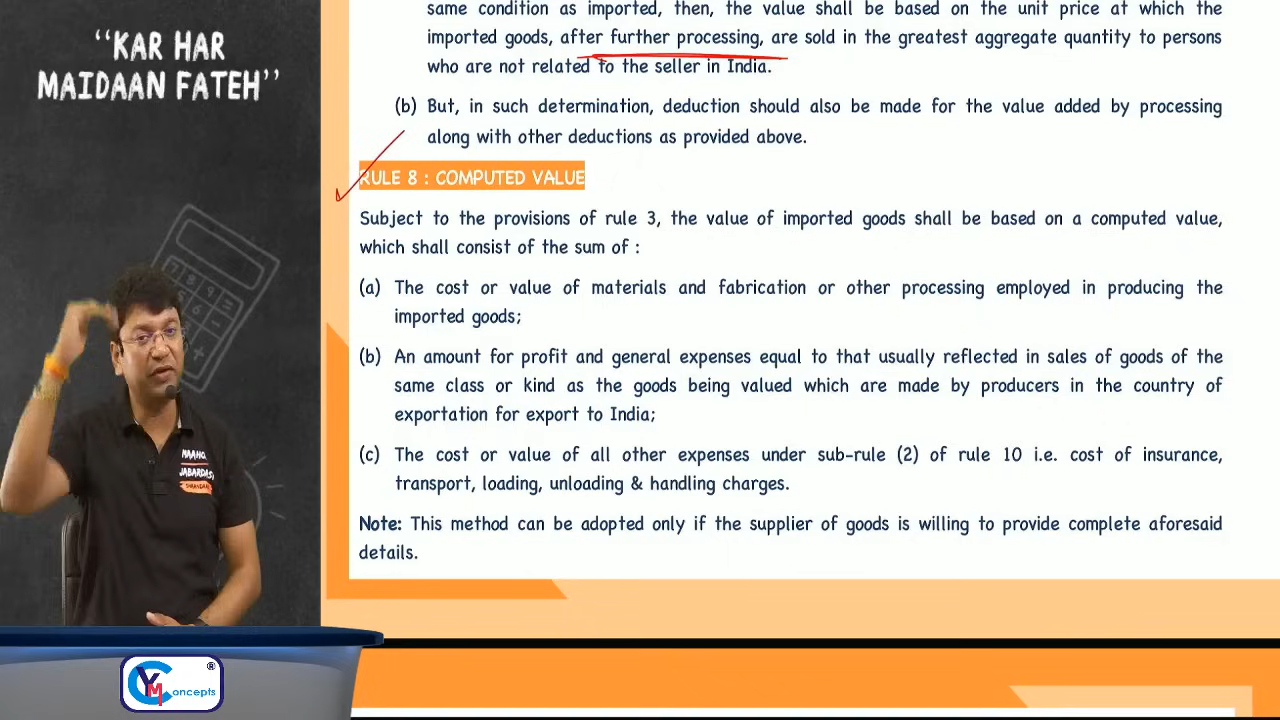 “KAR HAR
MAIDAAN FATEH”
same condition as imported, then, the value shall be based on the unit price at which the
imported goods, after further processing, are sold in the greatest aggregate quantity to persons
who are not related to the seller in India.
(b) But, in such determination, deduction should also be made for the value added by processing
along with other deductions as provided above.
RULE 8 : COMPUTED VALUE
Subject to the provisions of rule 3, the value of imported goods shall be based on a computed value,
which shall consist of the sum of :
(a) The cost or value of materials and fabrication or other processing employed in producing the
imported goods;
(b) An amount for profit and general expenses equal to that usually reflected in sales of goods of the
same class or kind as the goods being valued which are made by producers in the country of
exportation for export to India;
(c) The cost or value of all other expenses under sub-rule (2) of rule 10 i.e. cost of insurance,
transport, loading, unloading & handling charges.
Note: This method can be adopted only if the supplier of goods is willing to provide complete aforesaid
details.
NAAHO
JABARDAST
YM Concepts ®